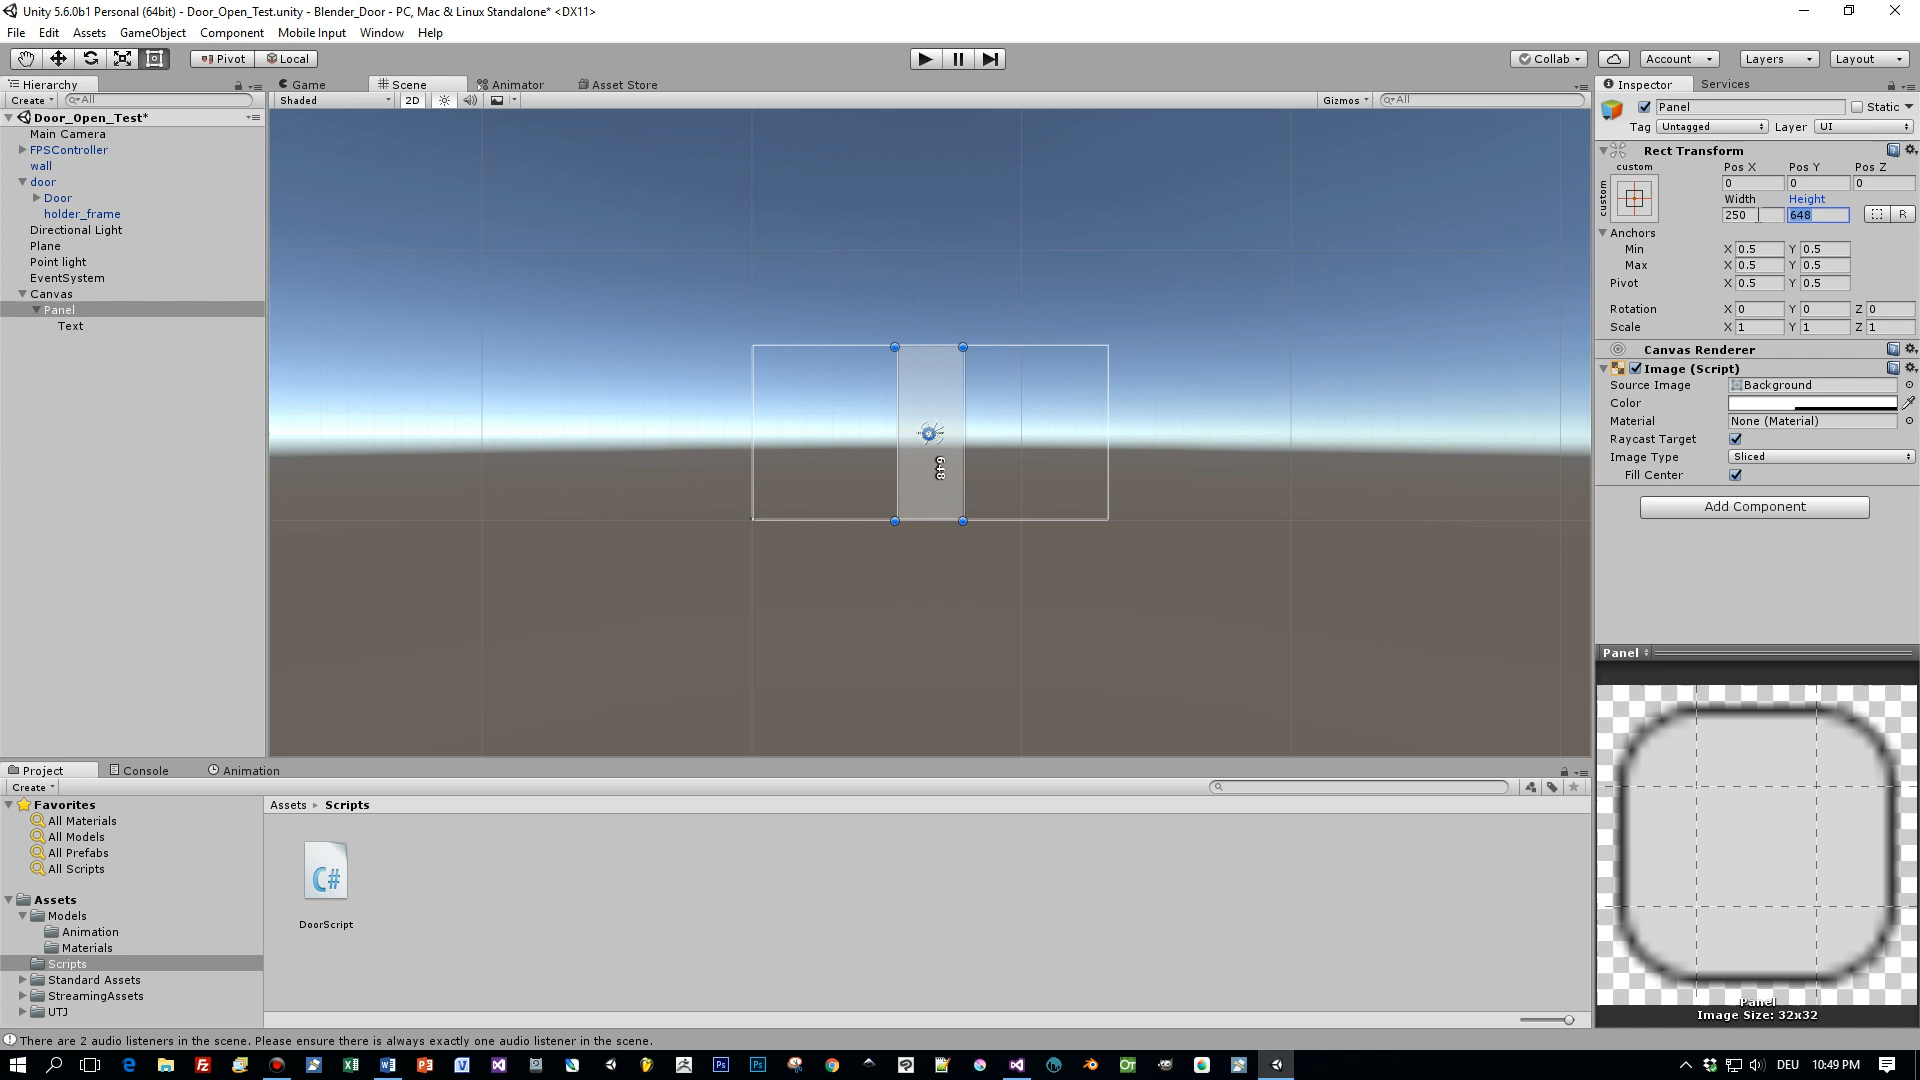 Unity 5.6.0b1 Personal (64bit) - Door_Open_Test.unity - Blender_Door - PC, Mac & Linux Standalone* <DX11>
File Edit Assets GameObject Component Mobile Input Window Help
Pivot Local Collab Account Layers Layout
Hierarchy Game Scene Animator Asset Store Inspector Services
Create All Shaded 2D Gizmos All
Panel Static
Door_Open_Test*
Tag Untagged Layer UI
Main Camera
FPSController
wall
door
Door
holder_frame
Directional Light
Plane
Point light
EventSystem
Canvas
Panel
Text
648
Rect Transform
custom Pos X Pos Y Pos Z
custom
0 0 0
Width Height
250 648 R
Anchors
Min X 0.5 Y 0.5
Max X 0.5 Y 0.5
Pivot X 0.5 Y 0.5
Rotation X 0 Y 0 Z 0
Scale X 1 Y 1 Z 1
Canvas Renderer
Image (Script)
Source Image Background
Color
Material None (Material)
Raycast Target
Image Type Sliced
Fill Center
Add Component
Panel
Panel
Image Size: 32x32
Project Console Animation
Create
Favorites
All Materials
All Models
All Prefabs
All Scripts
Assets
Models
Animation
Materials
Scripts
Standard Assets
StreamingAssets
UTJ
Assets Scripts
C#
DoorScript
There are 2 audio listeners in the scene. Please ensure there is always exactly one audio listener in the scene.
DEU 10:49 PM